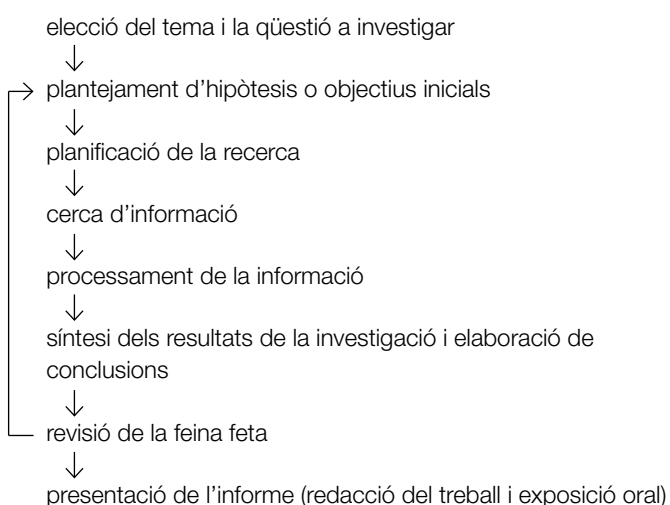 elecció del tema i la qüestió a investigar
plantejament d’hipòtesis o objectius inicials
planificació de la recerca
cerca d’informació
processament de la informació
síntesi dels resultats de la investigació i elaboració de
conclusions
revisió de la feina feta
presentació de l’informe (redacció del treball i exposició oral)